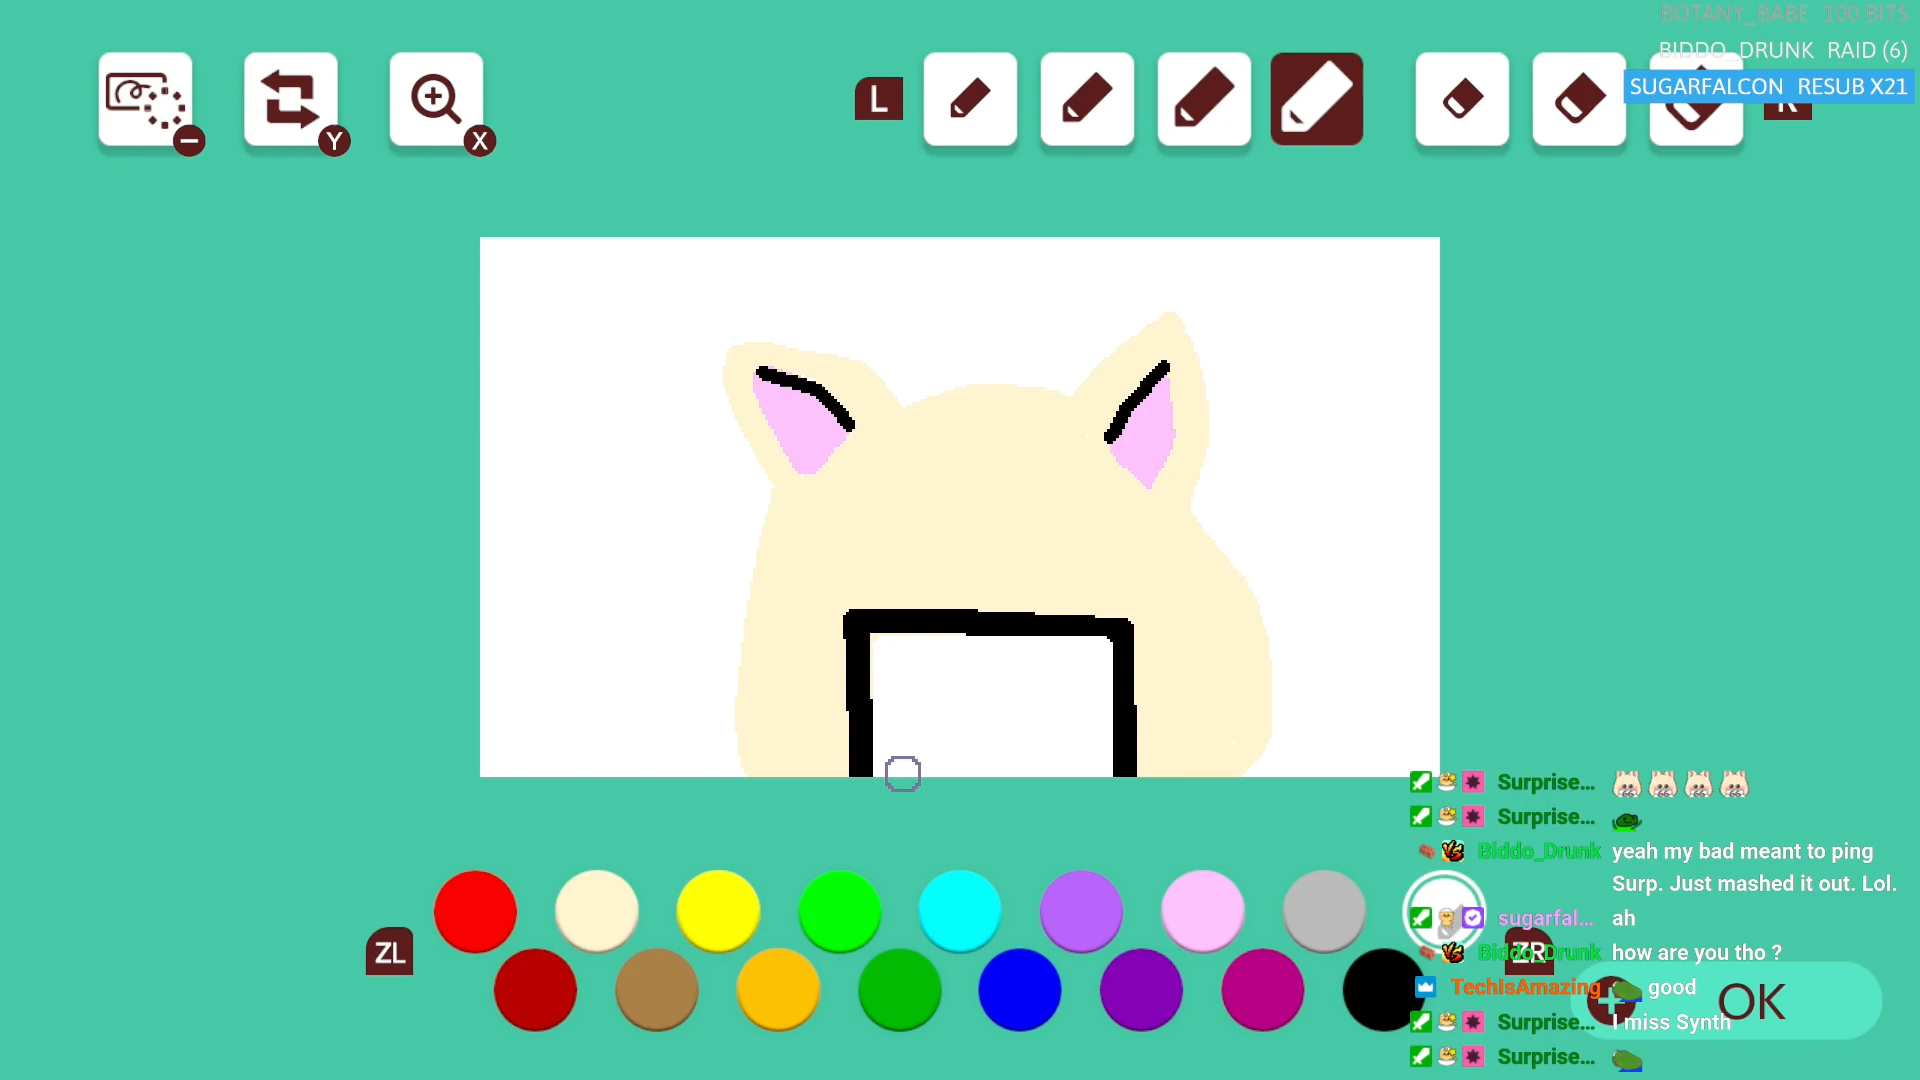 BOTANY_BABE 100 BITS
BIDDO_DRUNK RAID (6)
SUGARFALCON RESUB X21
L
R
Y
X
Surprise...
Surprise...
Biddo_Drunk yeah my bad meant to ping
Surp. Just mashed it out. Lol.
sugarfal... ah
ZL
ZR
Biddo_Drunk how are you tho ?
TechIsAmazing good
OK
Surprise... I miss Synth
Surprise...